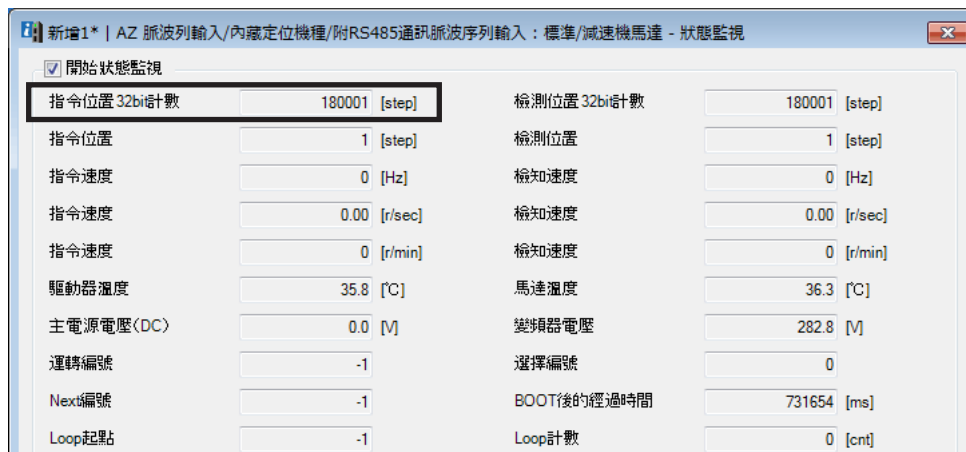 新增1* | AZ 脈波列輸入/內藏定位機種/附RS485通訊脈波序列輸入：標準/減速機馬達 - 狀態監視
開始狀態監視
指令位置32bit計數 180001 [step] 檢測位置32bit計數 180001 [step]
指令位置 1 [step] 檢測位置 1 [step]
指令速度 0 [Hz] 檢知速度 0 [Hz]
指令速度 0.00 [r/sec] 檢知速度 0.00 [r/sec]
指令速度 0 [r/min] 檢知速度 0 [r/min]
驅動器溫度 35.8 [℃] 馬達溫度 36.3 [℃]
主電源電壓(DC) 0.0 [V] 變頻器電壓 282.8 [V]
運轉編號 -1 選擇編號 0
Next編號 -1 BOOT後的經過時間 731654 [ms]
Loop起點 -1 Loop計數 0 [cnt]